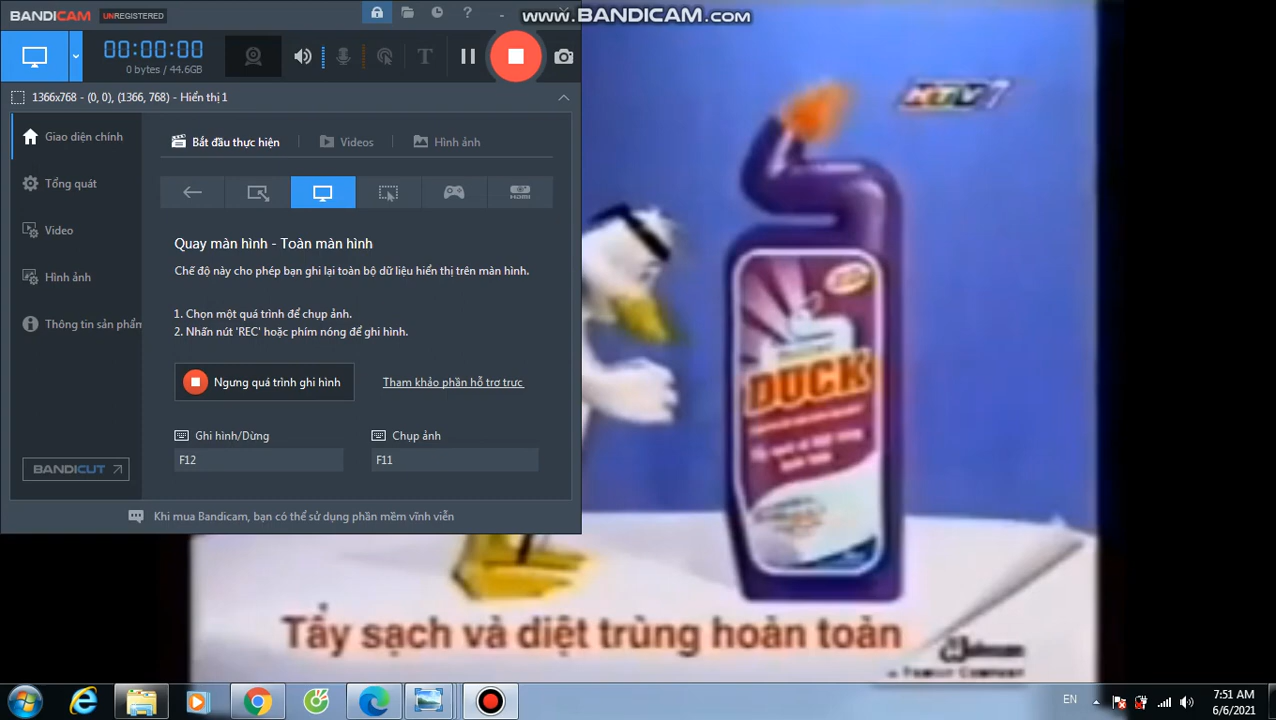 BANDICAM UNREGISTERED
www.BANDICAM.com
00:00:00
0 bytes / 44.6GB
1366x768 - (0, 0), (1366, 768) - Hiển thị 1
Giao diện chính
Tổng quát
Video
Hình ảnh
Thông tin sản phẩm
BANDICUT
Bắt đầu thực hiện
Videos
Hình ảnh
HDMI
Quay màn hình - Toàn màn hình
Chế độ này cho phép bạn ghi lại toàn bộ dữ liệu hiển thị trên màn hình.
1. Chọn một quá trình để chụp ảnh.
2. Nhấn nút 'REC' hoặc phím nóng để ghi hình.
Ngưng quá trình ghi hình
Tham khảo phần hỗ trợ trực
Ghi hình/Dừng
Chụp ảnh
F12
F11
Khi mua Bandicam, bạn có thể sử dụng phần mềm vĩnh viễn
HTV7
DUCK
Tẩy sạch và diệt trùng hoàn toàn
A FAMILY COMPANY
EN
7:51 AM
6/6/2021